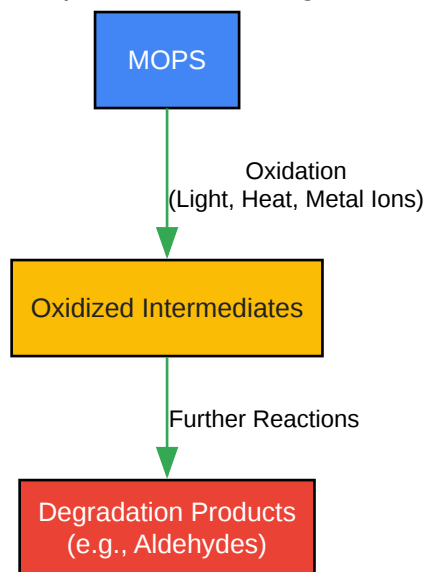 MOPS
Oxidation
(Light, Heat, Metal Ions)
Oxidized Intermediates
Further Reactions
Degradation Products
(e.g., Aldehydes)